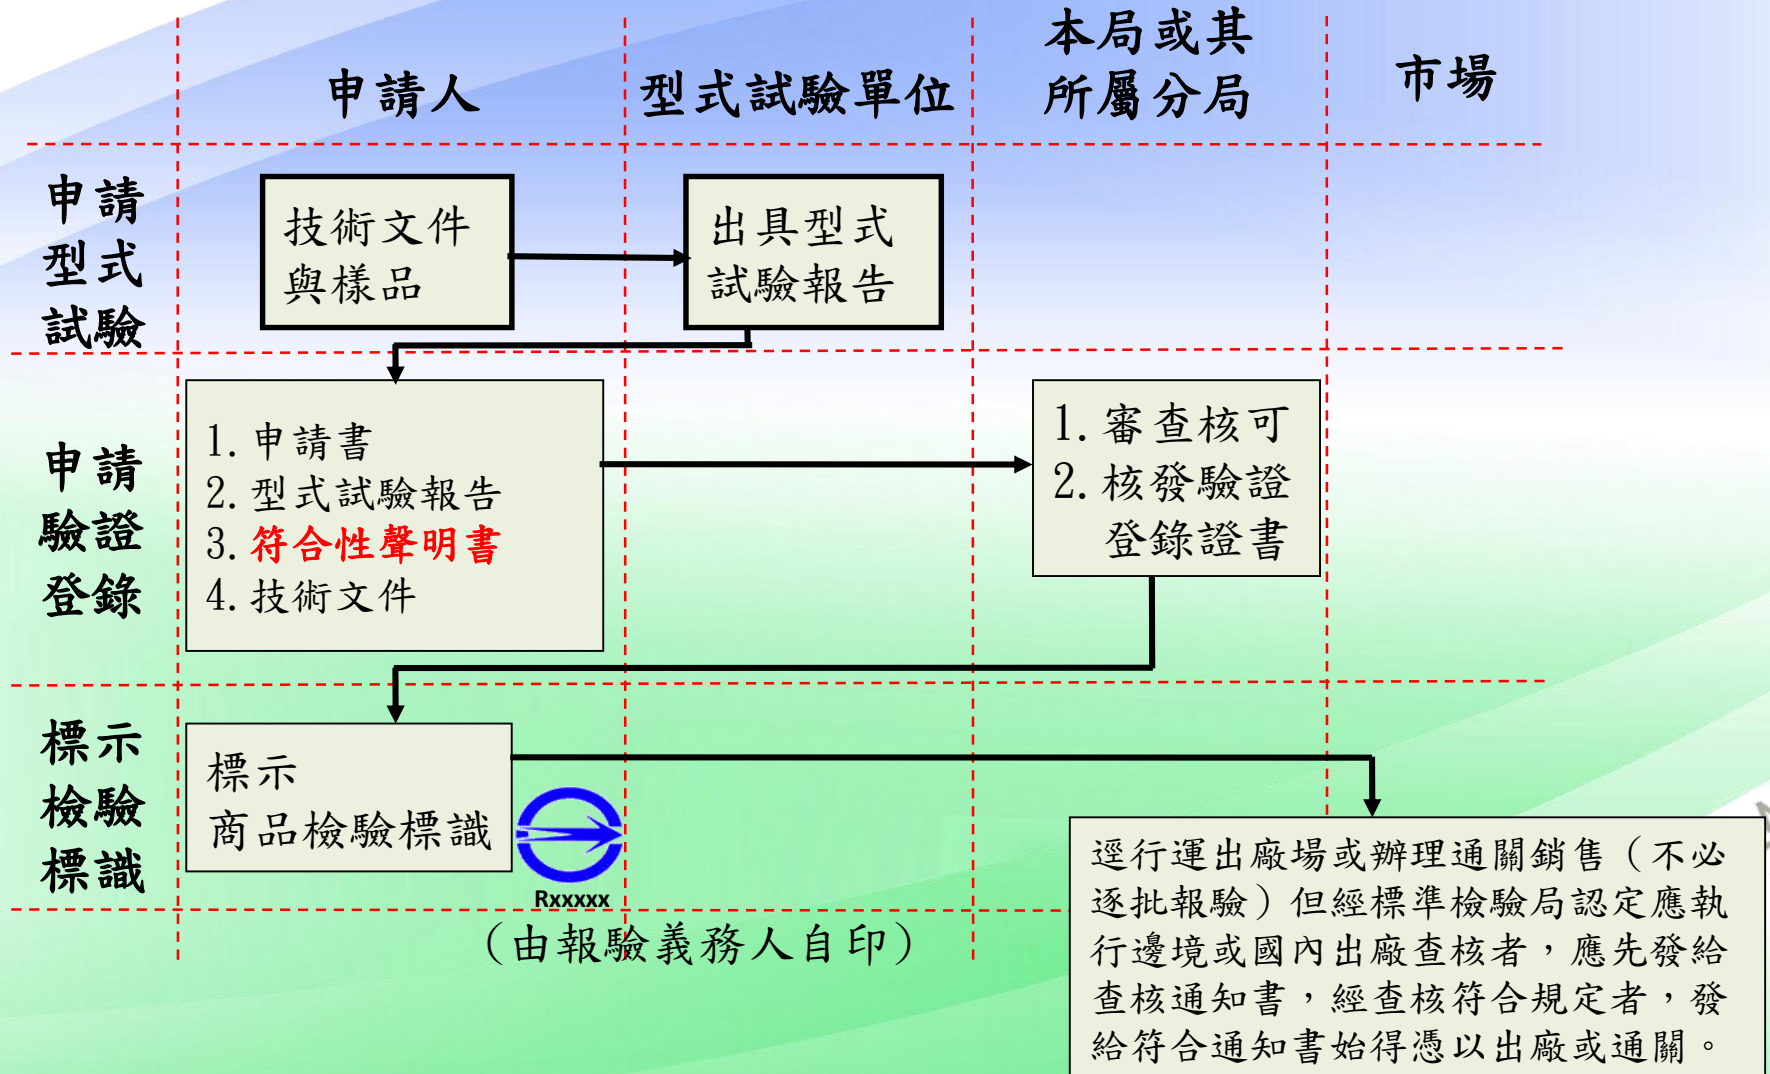 申請人
型式試驗單位
本局或其
所屬分局
市場
申請
型式
試驗
技術文件
與樣品
出具型式
試驗報告
申請
驗證
登錄
1.申請書
2.型式試驗報告
3.符合性聲明書
4.技術文件
1.審查核可
2.核發驗證
登錄證書
標示
檢驗
標識
標示
商品檢驗標識
Rxxxxx
(由報驗義務人自印)
逕行運出廠場或辦理通關銷售(不必
逐批報驗)但經標準檢驗局認定應執
行邊境或國內出廠查核者,應先發給
查核通知書,經查核符合規定者,發
給符合通知書始得憑以出廠或通關。